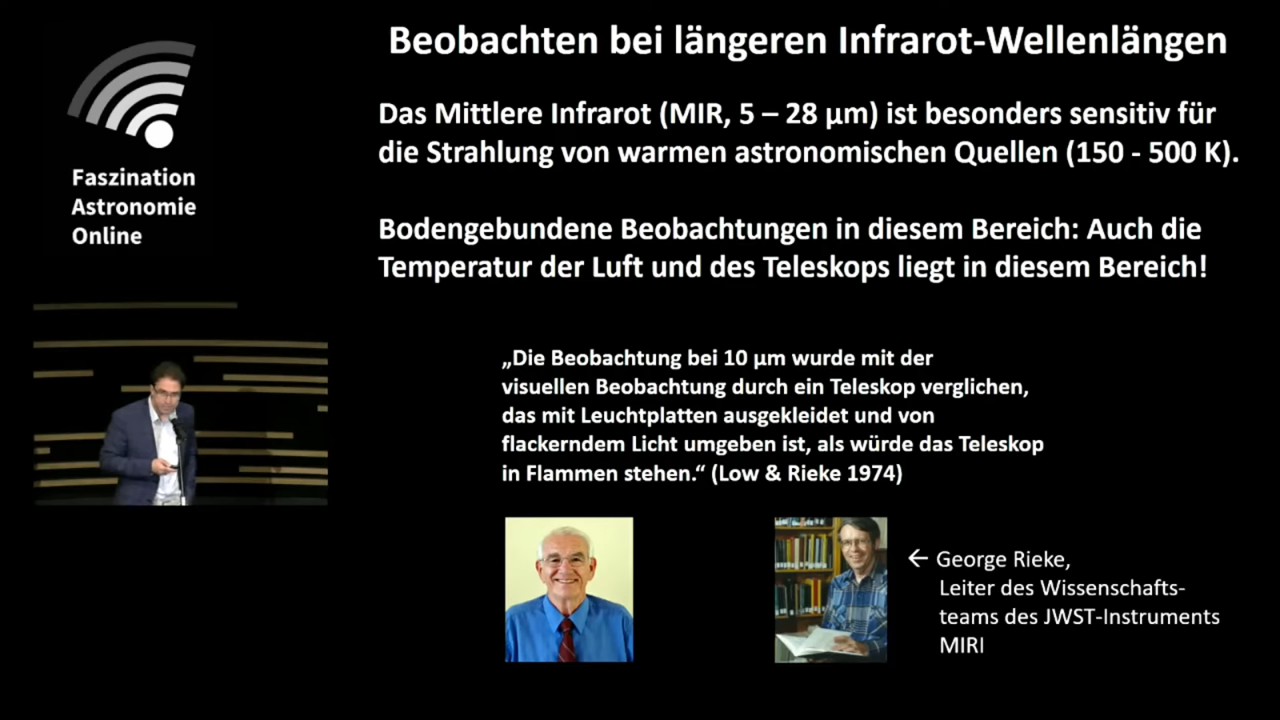 Beobachten bei längeren Infrarot-Wellenlängen
Das Mittlere Infrarot (MIR, 5 – 28 µm) ist besonders sensitiv für
die Strahlung von warmen astronomischen Quellen (150 - 500 K).
Bodengebundene Beobachtungen in diesem Bereich: Auch die
Temperatur der Luft und des Teleskops liegt in diesem Bereich!
Faszination
Astronomie
Online
„Die Beobachtung bei 10 µm wurde mit der
visuellen Beobachtung durch ein Teleskop verglichen,
das mit Leuchtplatten ausgekleidet und von
flackerndem Licht umgeben ist, als würde das Teleskop
in Flammen stehen.“ (Low & Rieke 1974)
← George Rieke,
Leiter des Wissenschafts-
teams des JWST-Instruments
MIRI